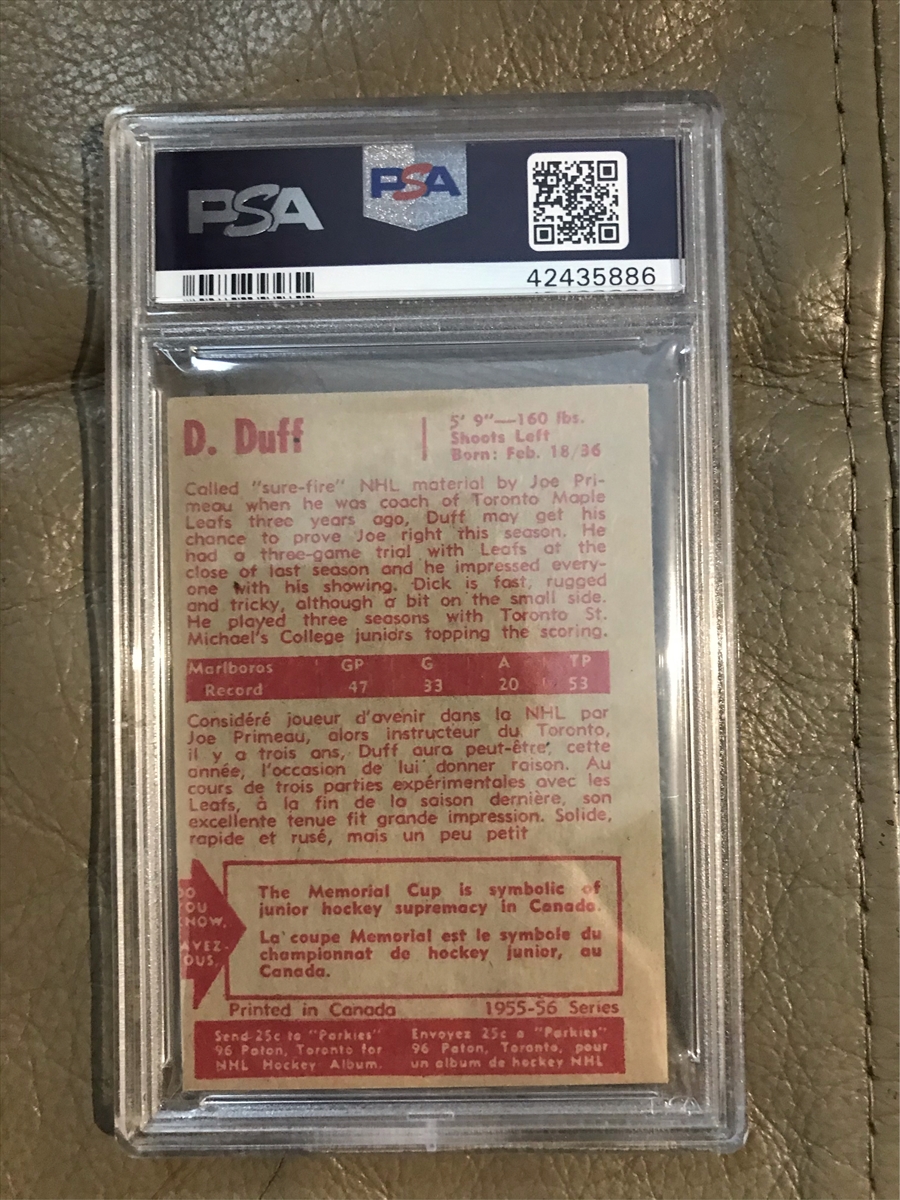 PSA PSA
42435886
D. Duff
5' 9"—160 lbs.
Shoots Left
Born: Feb. 18/36
Called "sure-fire" NHL material by Joe Pri-
meau when he was coach of Toronto Maple
Leafs three years ago, Duff may get his
chance to prove Joe right this season. He
had a three-game trial with Leafs at the
close of last season and he impressed every-
one with his showing. Dick is fast, rugged
and tricky, although a bit on the small side.
He played three seasons with Toronto St.
Michael's College juniors topping the scoring.
Marlboros GP G A TP
Record 47 33 20 53
Considéré joueur d'avenir dans la NHL par
Joe Primeau, alors instructeur du Toronto,
il y a trois ans, Duff aura peut-être, cette
année, l'occasion de lui donner raison. Au
cours de trois parties expérimentales avec les
Leafs, à la fin de la saison dernière, son
excellente tenue fit grande impression. Solide,
rapide et rusé, mais un peu petit
DO
OU
NOW,
AVEZ-
OUS.
The Memorial Cup is symbolic of
junior hockey supremacy in Canada.
La coupe Memorial est le symbole du
championnat de hockey junior, au
Canada.
Printed in Canada 1955-56 Series
Send 25c to "Parkies"
96 Paton, Toronto for
NHL Hockey Album.
Envoyez 25c a "Parkies"
96 Paton, Toronto, pour
un album de hockey NHL